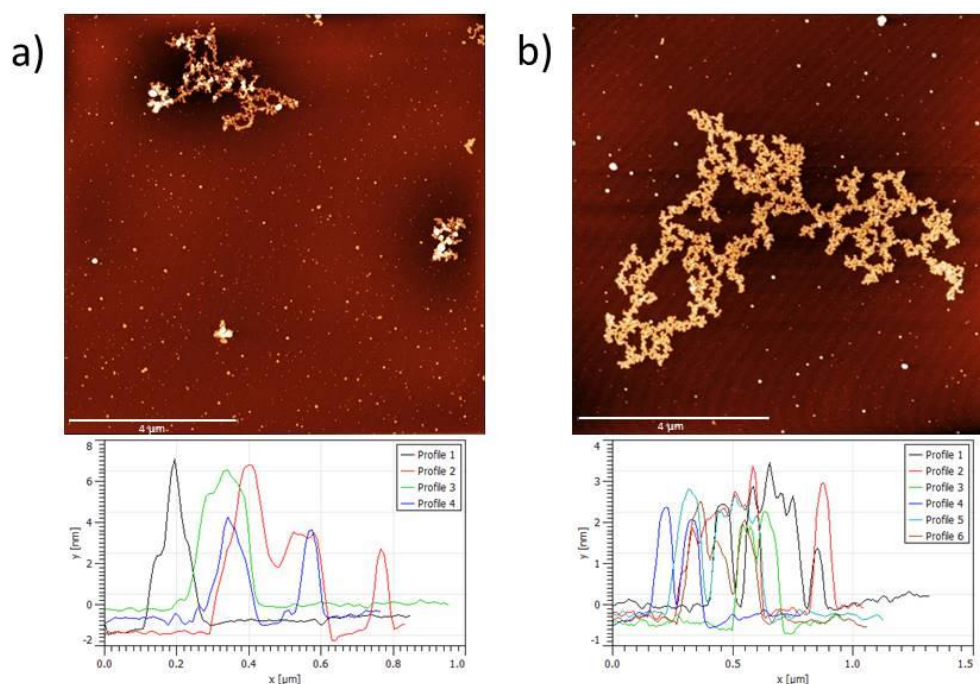 a)
4 µm
y [nm]
8
6
4
2
0
-2
Profile 1
Profile 2
Profile 3
Profile 4
0.0 0.2 0.4 0.6 0.8 1.0
x [µm]
b)
4 µm
y [nm]
4
3
2
1
0
-1
Profile 1
Profile 2
Profile 3
Profile 4
Profile 5
Profile 6
0.0 0.5 1.0 1.5
x [µm]